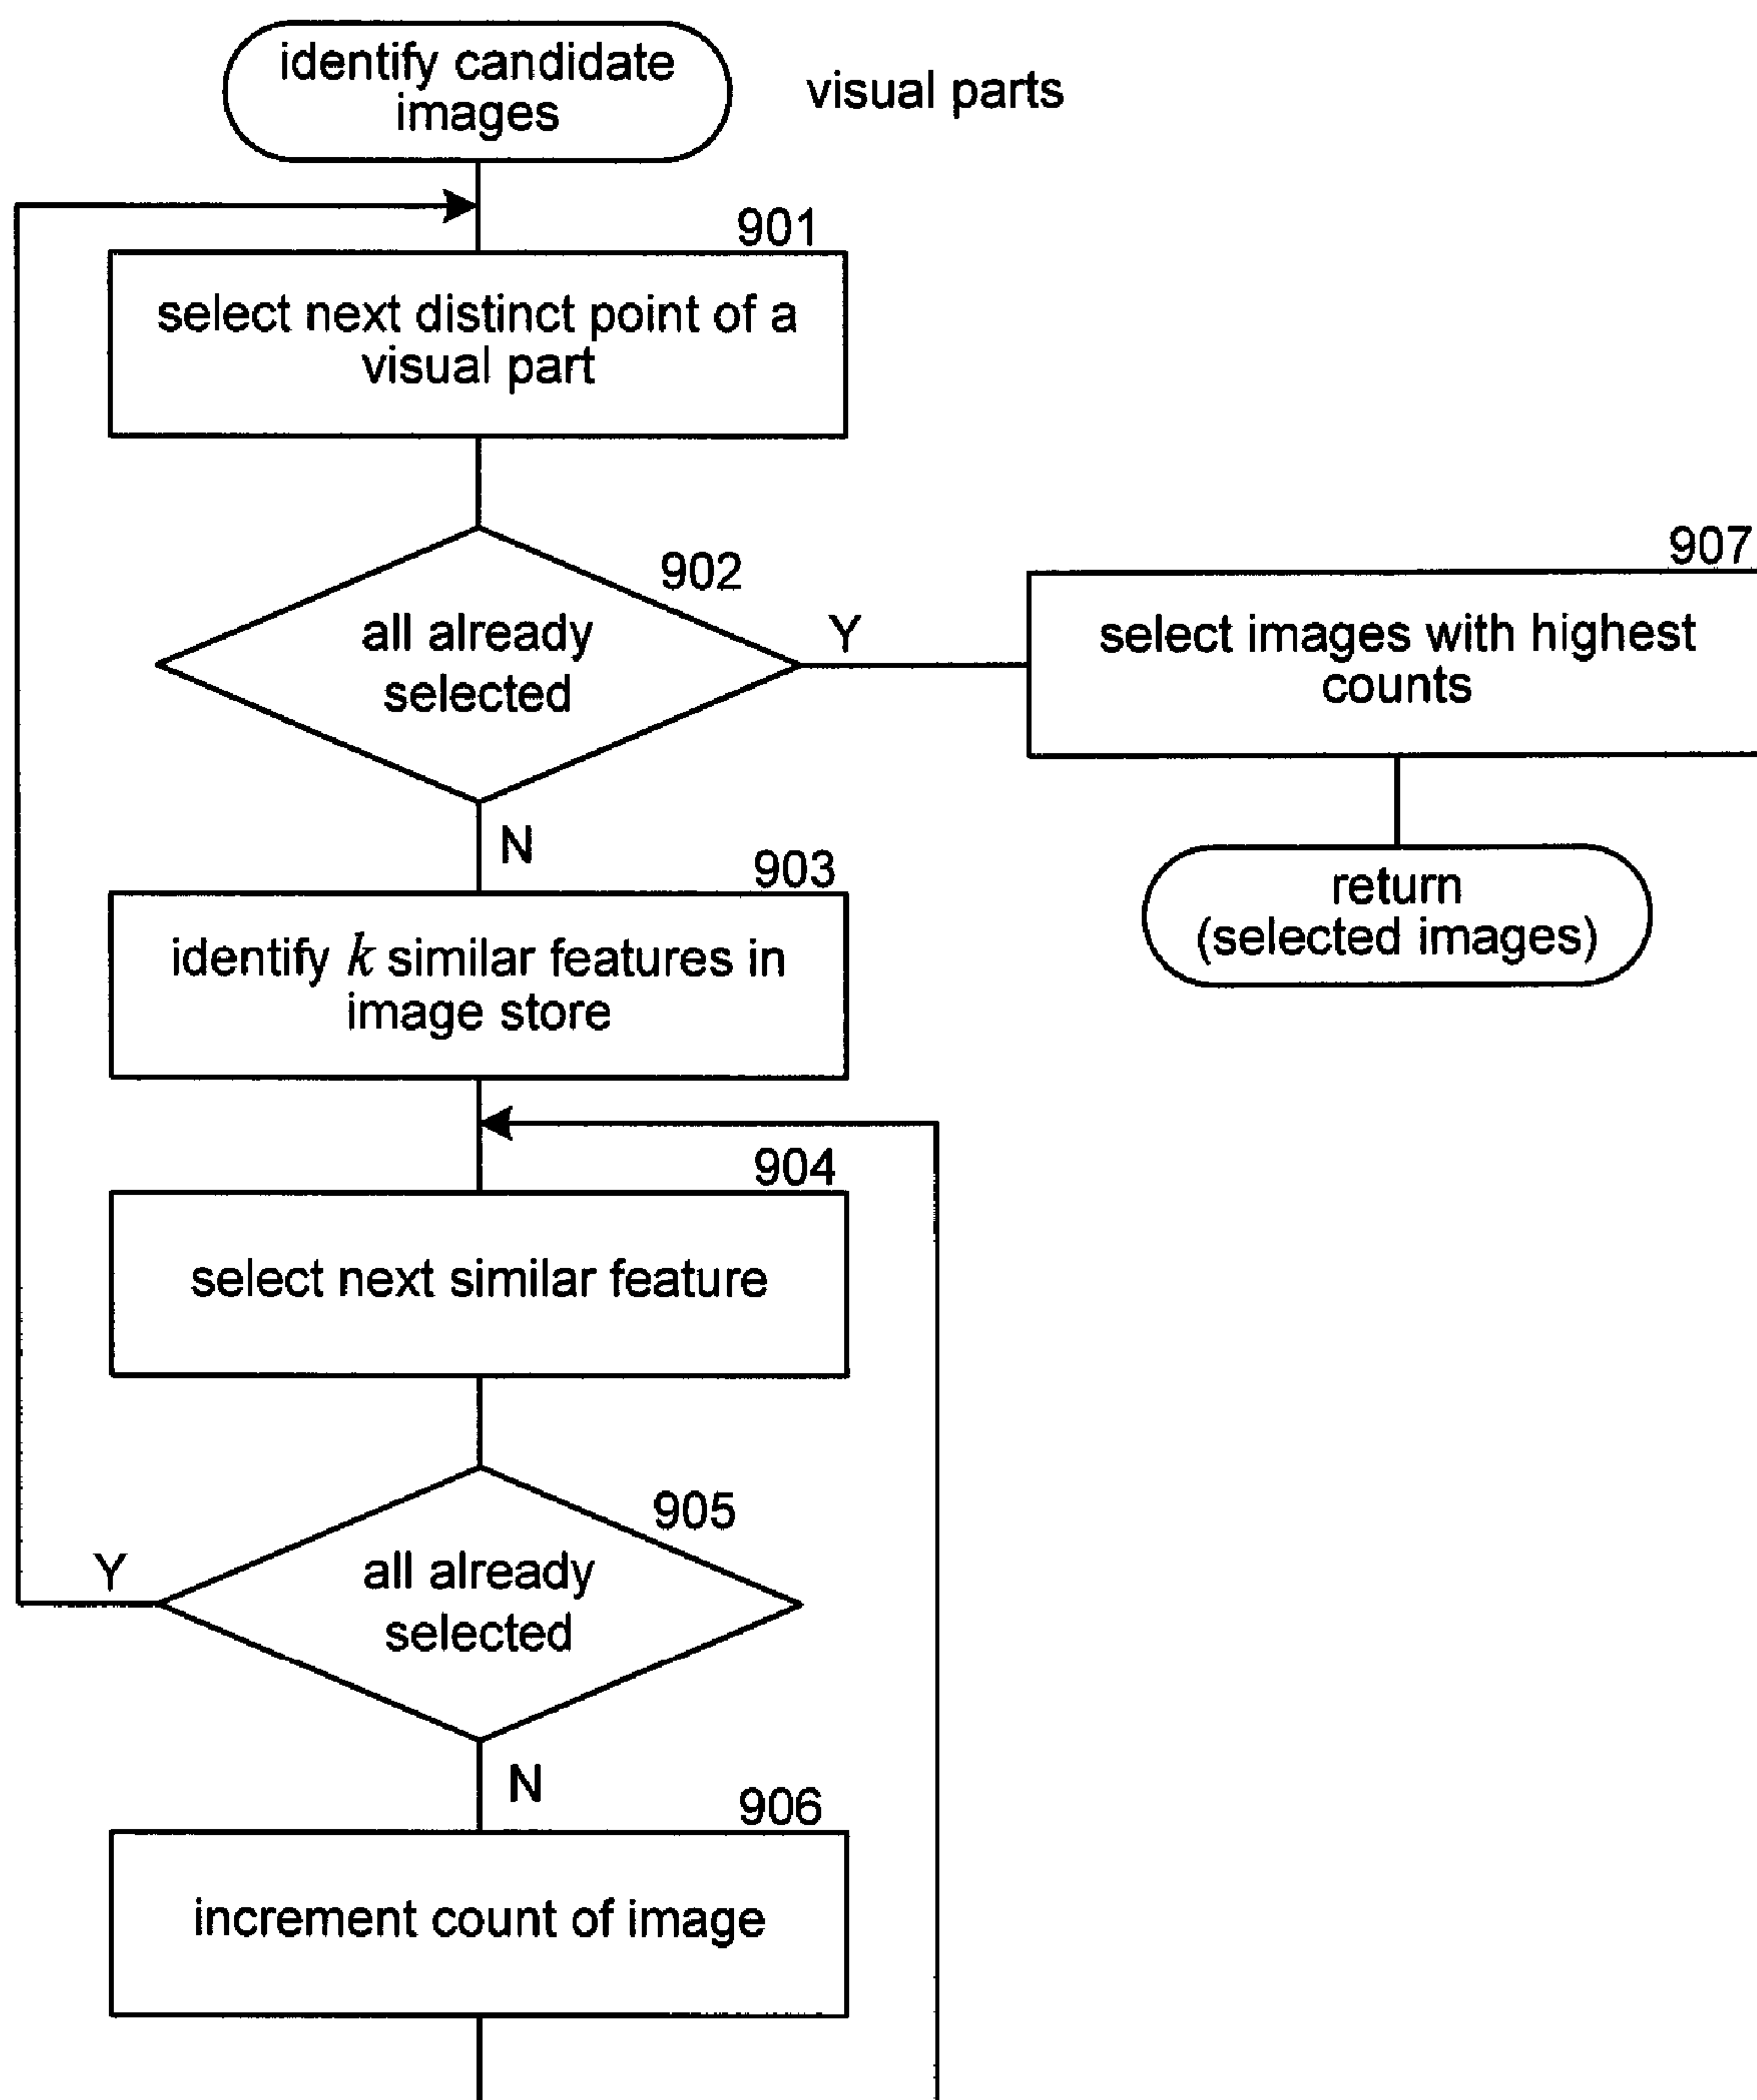 identify candidate
images
visual parts
901
select next distinct point of a
visual part
902
all already
selected
Y
907
select images with highest
counts
return
(selected images)
N
903
identify k similar features in
image store
904
select next similar feature
905
all already
selected
Y
N
906
increment count of image